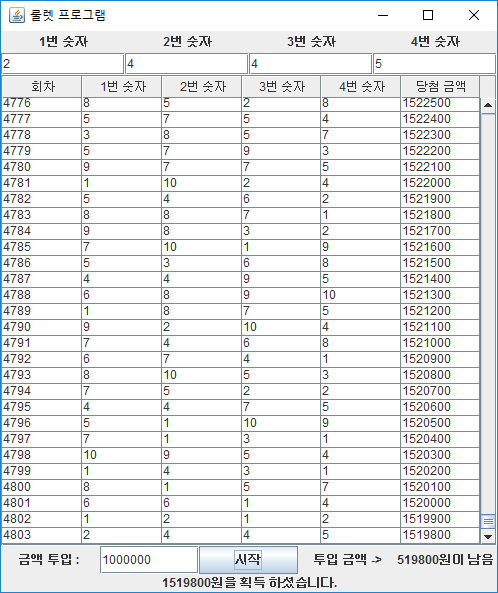 룰렛 프로그램
1번 숫자 2번 숫자 3번 숫자 4번 숫자
2 4 4 5
회차 1번 숫자 2번 숫자 3번 숫자 4번 숫자 당첨 금액
4776 8 5 2 8 1522500
4777 5 7 5 4 1522400
4778 3 8 5 7 1522300
4779 5 7 9 3 1522200
4780 9 7 7 5 1522100
4781 1 10 2 4 1522000
4782 5 4 6 2 1521900
4783 8 8 7 1 1521800
4784 9 8 3 2 1521700
4785 7 10 1 9 1521600
4786 5 3 6 8 1521500
4787 4 4 9 5 1521400
4788 6 8 9 10 1521300
4789 1 8 7 5 1521200
4790 9 2 10 4 1521100
4791 7 4 6 8 1521000
4792 6 7 4 1 1520900
4793 8 10 5 3 1520800
4794 7 5 2 2 1520700
4795 4 4 7 5 1520600
4796 5 1 10 9 1520500
4797 7 1 3 1 1520400
4798 10 9 5 4 1520300
4799 1 4 3 1 1520200
4800 8 1 5 7 1520100
4801 6 6 1 4 1520000
4802 1 2 1 2 1519900
4803 2 4 4 5 1519800
금액 투입 : 1000000 시작 투입 금액 -> 519800원이 남음
1519800원을 획득 하셨습니다.